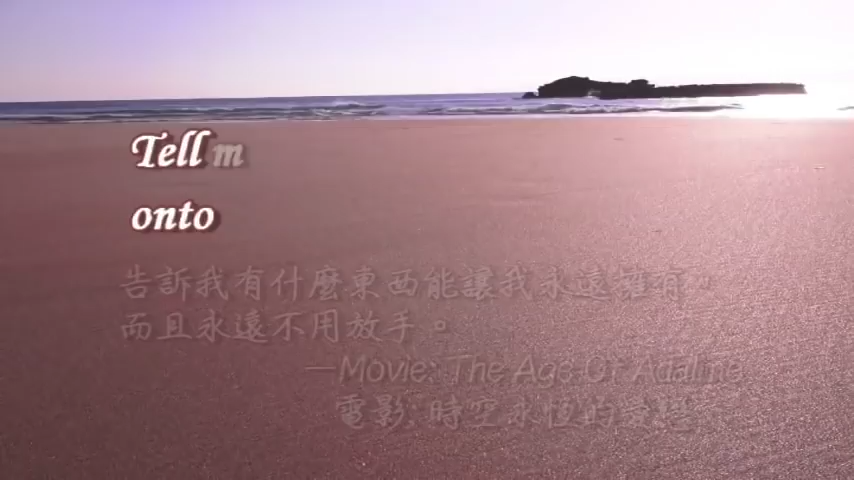 Tell m
onto
告訴我有什麼東西能讓我永遠擁有，
而且永遠不用放手。
—Movie: The Age Of Adaline
電影: 時空永恆的愛戀